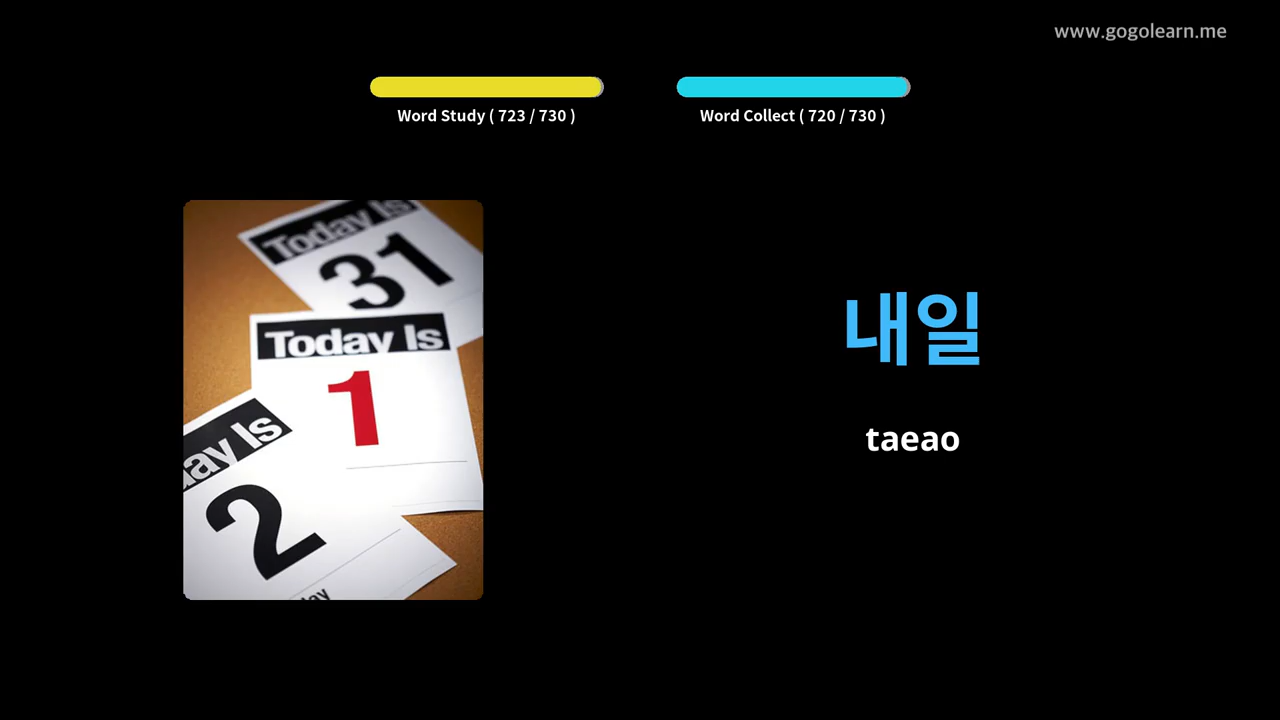 www.gogolearn.me
Word Study ( 723 / 730 )
Word Collect ( 720 / 730 )
Today Is
31
Today Is
1
ay Is
2
ay
내일
taeao